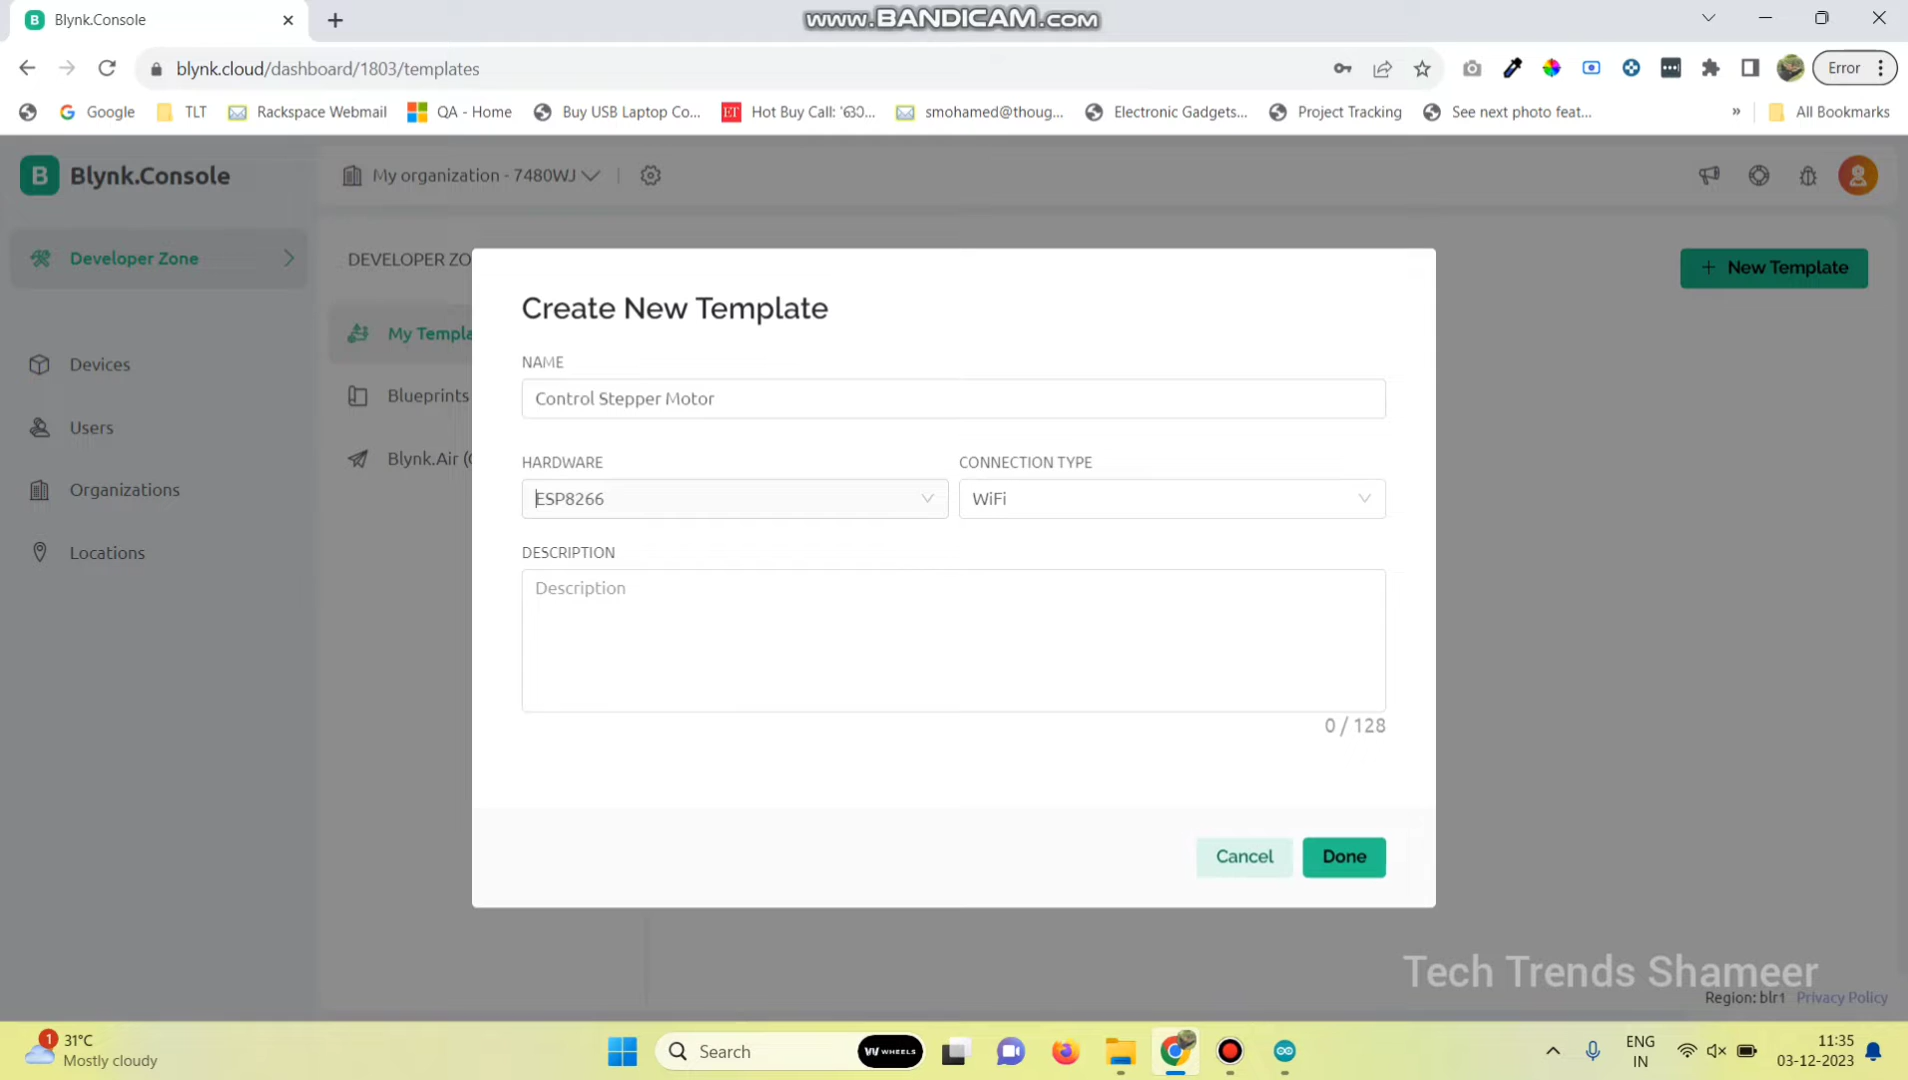 Blynk.Console
www.BANDICAM.com
blynk.cloud/dashboard/1803/templates
Error
Google
TLT
Rackspace Webmail
QA - Home
Buy USB Laptop Co...
Hot Buy Call: 'ഓാ...
smohamed@thoug...
Electronic Gadgets...
Project Tracking
See next photo feat...
»
All Bookmarks
B Blynk.Console
My organization - 7480WJ
Developer Zone
DEVELOPER ZO
+ New Template
Devices
Users
Organizations
Locations
My Templa
Blueprints
Blynk.Air (
Create New Template
NAME
Control Stepper Motor
HARDWARE
CONNECTION TYPE
ESP8266
WiFi
DESCRIPTION
Description
0 / 128
Cancel
Done
Tech Trends Shameer
Region: blr1 Privacy Policy
1
31°C
Mostly cloudy
Search
WHEELS
ENG
IN
11:35
03-12-2023